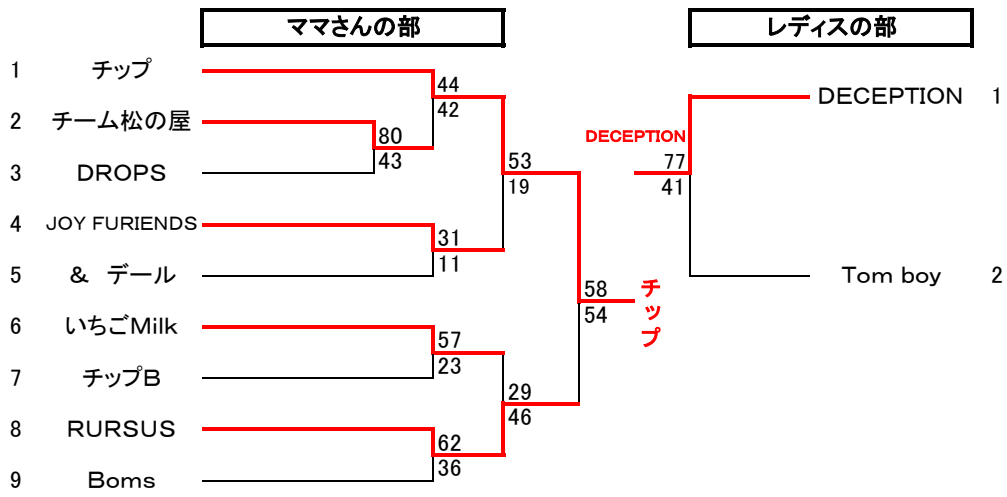 ママさんの部
レディスの部
1 チップ
44
42
DECEPTION 1
2 チーム松の屋
80
43
DECEPTION
3 DROPS
53
19
77
41
4 JOY FURIENDS
31
11
5 & デール
Tom boy 2
58
54
チップ
6 いちごMilk
57
23
7 チップB
29
46
8 RURSUS
62
36
9 Boms